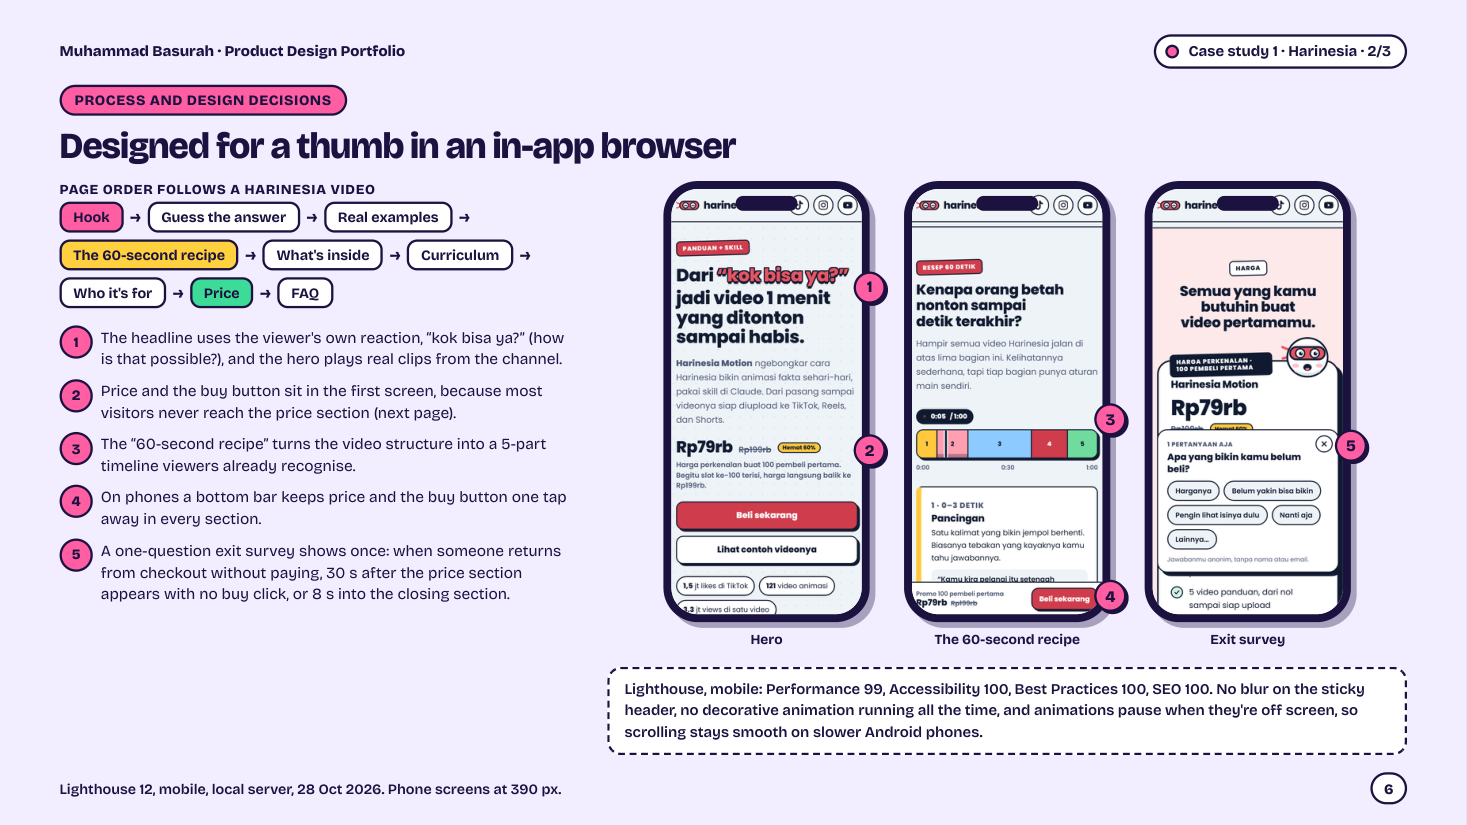 Muhammad Basurah · Product Design Portfolio
Case study 1 · Harinesia · 2/3
PROCESS AND DESIGN DECISIONS
Designed for a thumb in an in-app browser
PAGE ORDER FOLLOWS A HARINESIA VIDEO
Hook → Guess the answer → Real examples →
The 60-second recipe → What's inside → Curriculum →
Who it's for → Price → FAQ
1 The headline uses the viewer's own reaction, “kok bisa ya?” (how
is that possible?), and the hero plays real clips from the channel.
2 Price and the buy button sit in the first screen, because most
visitors never reach the price section (next page).
3 The “60-second recipe” turns the video structure into a 5-part
timeline viewers already recognise.
4 On phones a bottom bar keeps price and the buy button one tap
away in every section.
5 A one-question exit survey shows once: when someone returns
from checkout without paying, 30 s after the price section
appears with no buy click, or 8 s into the closing section.
harine
PANDUAN + SKILL
Dari “kok bisa ya?”
jadi video 1 menit
yang ditonton
sampai habis.
Harinesia Motion ngebongkar cara
Harinesia bikin animasi fakta sehari-hari,
pakai skill di Claude. Dari pasang sampai
videonya siap diupload ke TikTok, Reels,
dan Shorts.
Rp79rb Rp199rb Hemat 60%
Harga perkenalan buat 100 pembeli pertama.
Begitu slot ke-100 terisi, harga langsung balik ke
Rp199rb.
Beli sekarang
Lihat contoh videonya
1,5 jt likes di TikTok 121 video animasi
3,3 jt views di satu video
1
2
Hero
harine
RESEP 60 DETIK
Kenapa orang betah
nonton sampai
detik terakhir?
Hampir semua video Harinesia jalan di
atas lima bagian ini. Kelihatannya
sederhana, tapi tiap bagian punya aturan
main sendiri.
0:05 / 1:00
1 2 3 4 5
0:00 0:30 1:00
1 · 0–3 DETIK
Pancingan
Satu kalimat yang bikin jempol berhenti.
Biasanya tebakan yang kayaknya kamu
tahu jawabannya.
“Kamu kira pelangi itu setengah
Promo 100 pembeli pertama
Rp79rb Rp199rb
Beli sekarang
3
4
The 60-second recipe
harine
HARGA
Semua yang kamu
butuhin buat
video pertamamu.
HARGA PERKENALAN ·
100 PEMBELI PERTAMA
Harinesia Motion
Rp79rb
1 PERTANYAAN AJA
Apa yang bikin kamu belum
beli?
Harganya Belum yakin bisa bikin
Pengin lihat isinya dulu Nanti aja
Lainnya...
Jawabanmu anonim, tanpa nama atau email.
5 video panduan, dari nol
sampai siap upload
5
Exit survey
Lighthouse, mobile: Performance 99, Accessibility 100, Best Practices 100, SEO 100. No blur on the sticky
header, no decorative animation running all the time, and animations pause when they're off screen, so
scrolling stays smooth on slower Android phones.
Lighthouse 12, mobile, local server, 28 Oct 2026. Phone screens at 390 px.
6